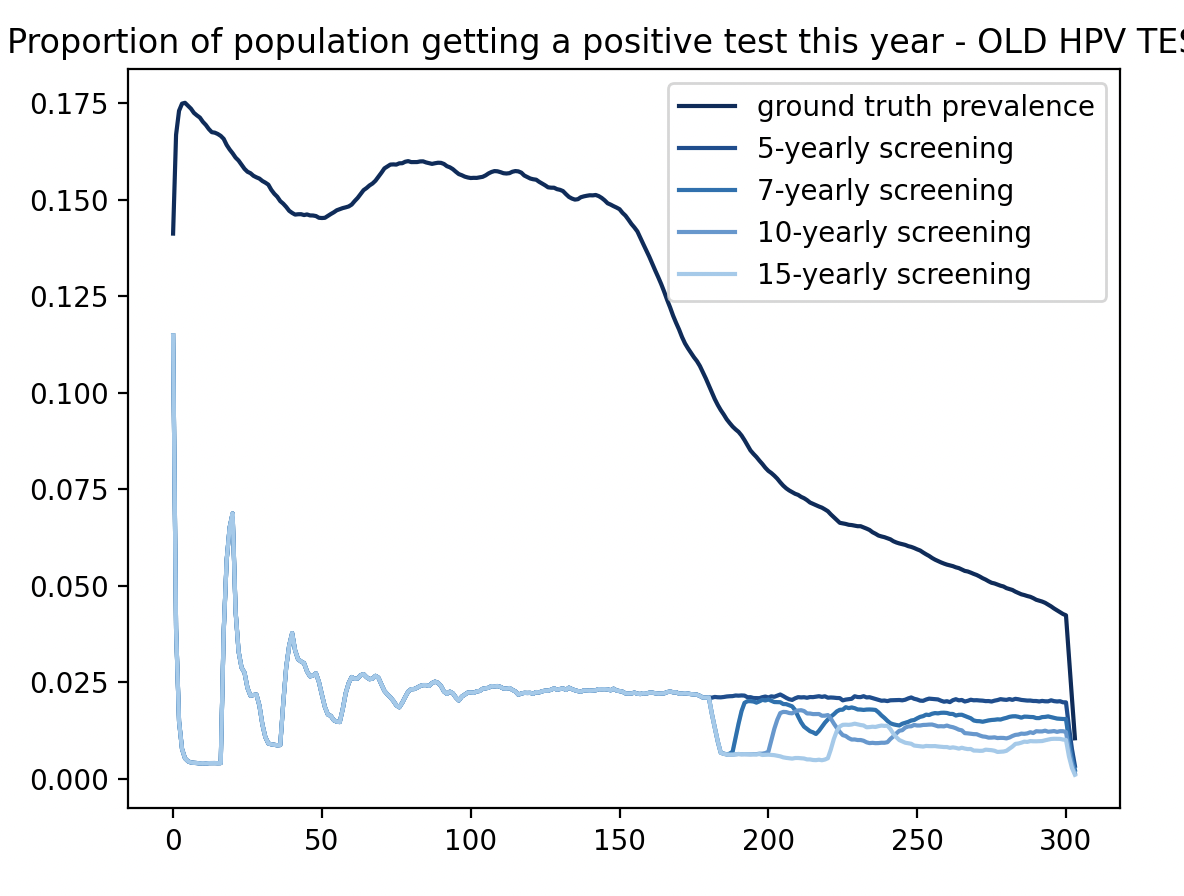 Proportion of population getting a positive test this year - OLD HPV TES
0.175
0.150
0.125
0.100
0.075
0.050
0.025
0.000
ground truth prevalence
5-yearly screening
7-yearly screening
10-yearly screening
15-yearly screening
0 50 100 150 200 250 300